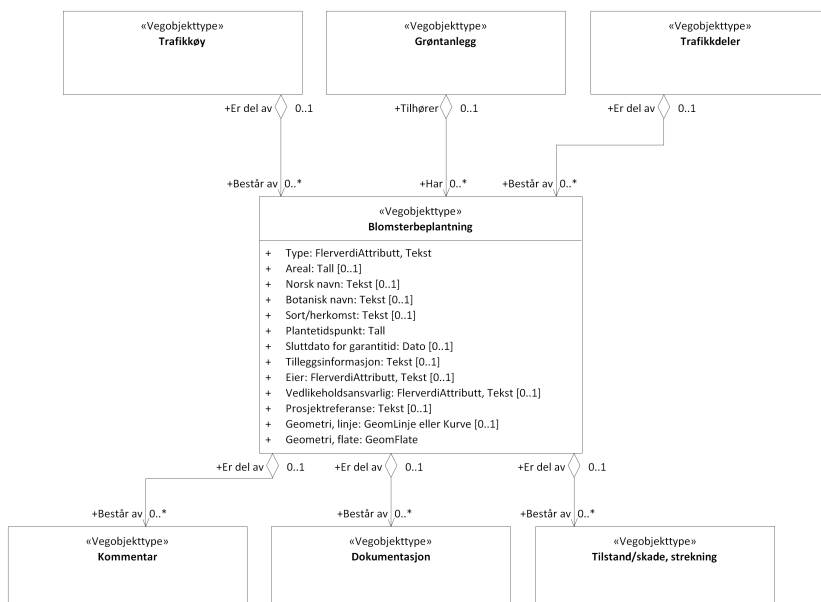 «Vegobjekttype»
Trafikkøy
«Vegobjekttype»
Grøntanlegg
«Vegobjekttype»
Trafikkdeler
+Er del av 0..1
+Tilhører 0..1
+Er del av 0..1
+Består av 0..*
+Har 0..*
+Består av 0..*
«Vegobjekttype»
Blomsterbeplantning
+ Type: FlerverdiAttributt, Tekst
+ Areal: Tall [0..1]
+ Norsk navn: Tekst [0..1]
+ Botanisk navn: Tekst [0..1]
+ Sort/herkomst: Tekst [0..1]
+ Plantetidspunkt: Tall
+ Sluttdato for garantitid: Dato [0..1]
+ Tilleggsinformasjon: Tekst [0..1]
+ Eier: FlerverdiAttributt, Tekst [0..1]
+ Vedlikeholdsansvarlig: FlerverdiAttributt, Tekst [0..1]
+ Prosjektreferanse: Tekst [0..1]
+ Geometri, linje: GeomLinje eller Kurve [0..1]
+ Geometri, flate: GeomFlate
+Er del av 0..1
+Er del av 0..1
+Er del av 0..1
+Består av 0..*
+Består av 0..*
+Består av 0..*
«Vegobjekttype»
Kommentar
«Vegobjekttype»
Dokumentasjon
«Vegobjekttype»
Tilstand/skade, strekning